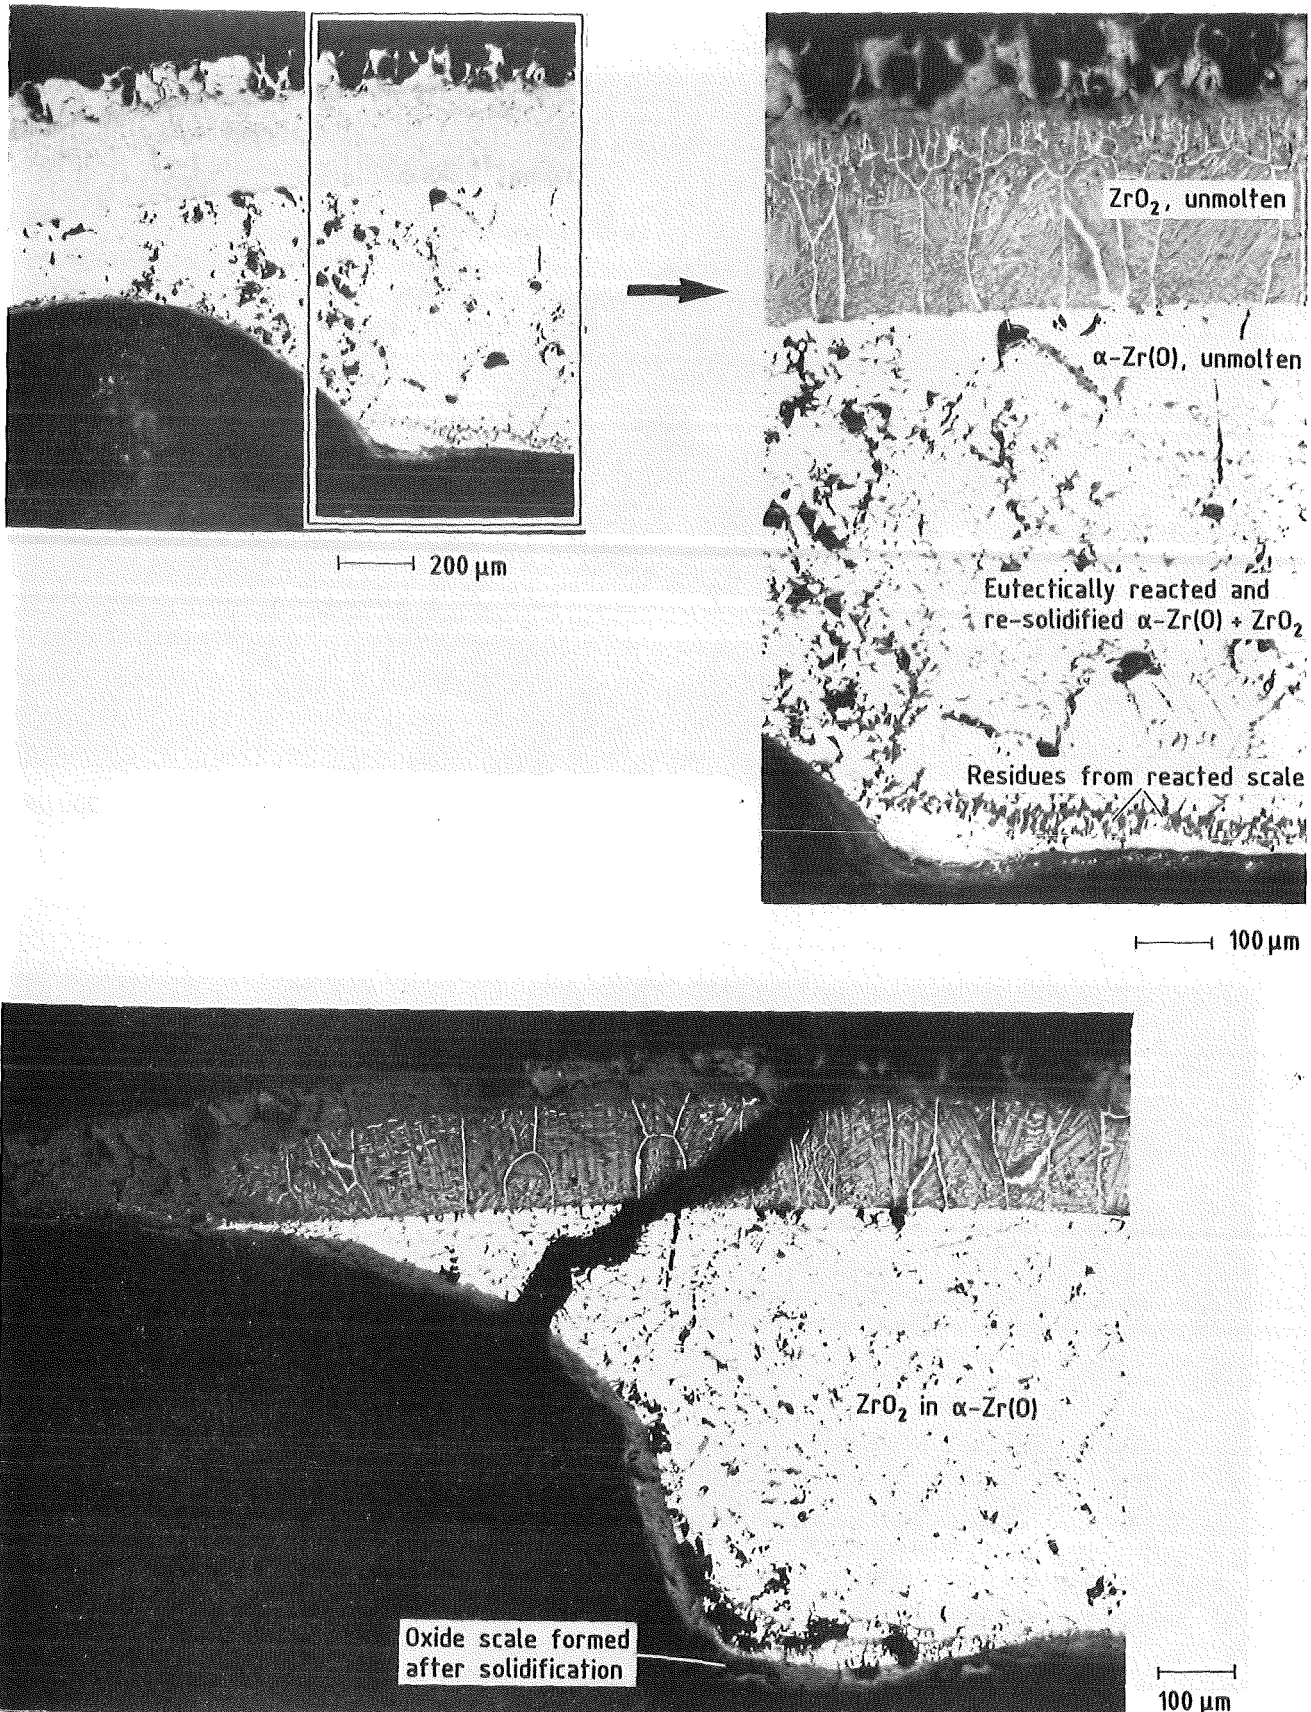 ZrO₂, unmolten
α-Zr(O), unmolten
200 µm
Eutectically reacted and
re-solidified α-Zr(O) + ZrO₂
Residues from reacted scale
100 µm
ZrO₂ in α-Zr(O)
Oxide scale formed
after solidification
100 µm